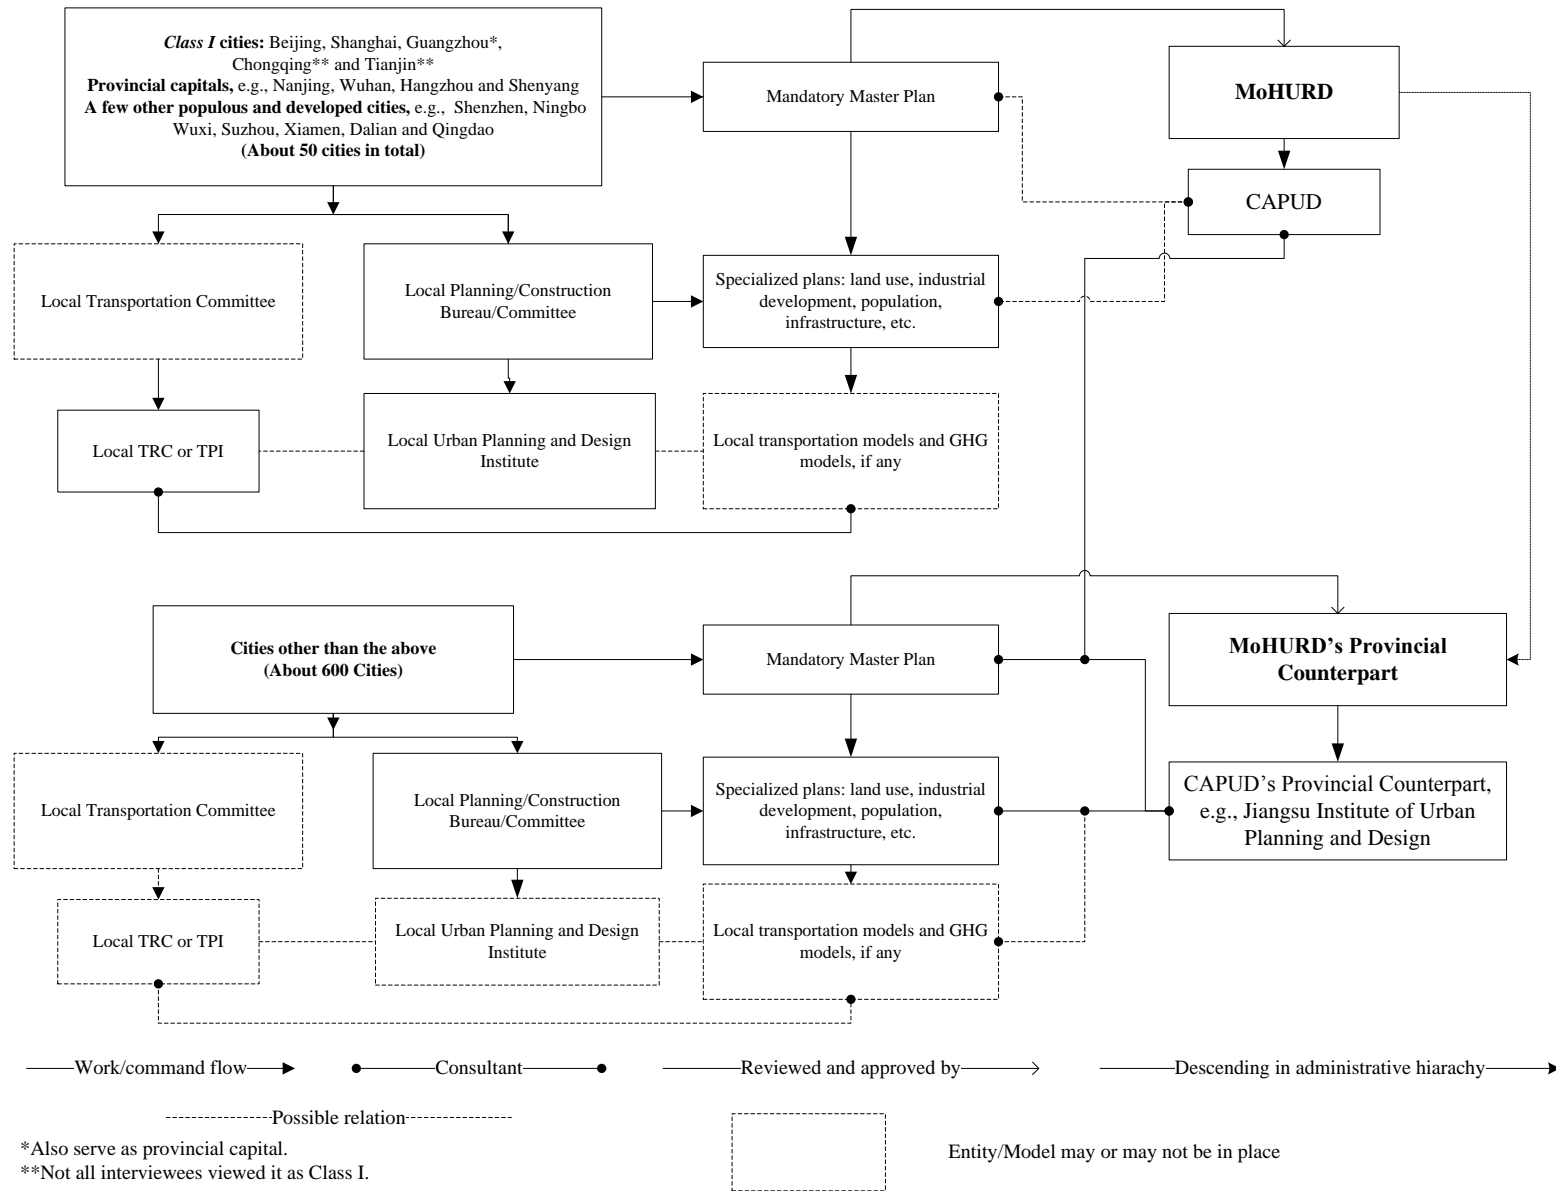 Class I cities: Beijing, Shanghai, Guangzhou*,
Chongqing** and Tianjin**
Provincial capitals, e.g., Nanjing, Wuhan, Hangzhou and Shenyang
A few other populous and developed cities, e.g., Shenzhen, Ningbo
Wuxi, Suzhou, Xiamen, Dalian and Qingdao
(About 50 cities in total)
Mandatory Master Plan
MoHURD
CAPUD
Local Transportation Committee
Local Planning/Construction
Bureau/Committee
Specialized plans: land use, industrial
development, population,
infrastructure, etc.
Local TRC or TPI
Local Urban Planning and Design
Institute
Local transportation models and GHG
models, if any
Cities other than the above
(About 600 Cities)
Mandatory Master Plan
MoHURD’s Provincial
Counterpart
Local Transportation Committee
Local Planning/Construction
Bureau/Committee
Specialized plans: land use, industrial
development, population,
infrastructure, etc.
CAPUD’s Provincial Counterpart,
e.g., Jiangsu Institute of Urban
Planning and Design
Local TRC or TPI
Local Urban Planning and Design
Institute
Local transportation models and GHG
models, if any
Work/command flow
Consultant
Reviewed and approved by
Descending in administrative hiarachy
Possible relation
Entity/Model may or may not be in place
*Also serve as provincial capital.
**Not all interviewees viewed it as Class I.